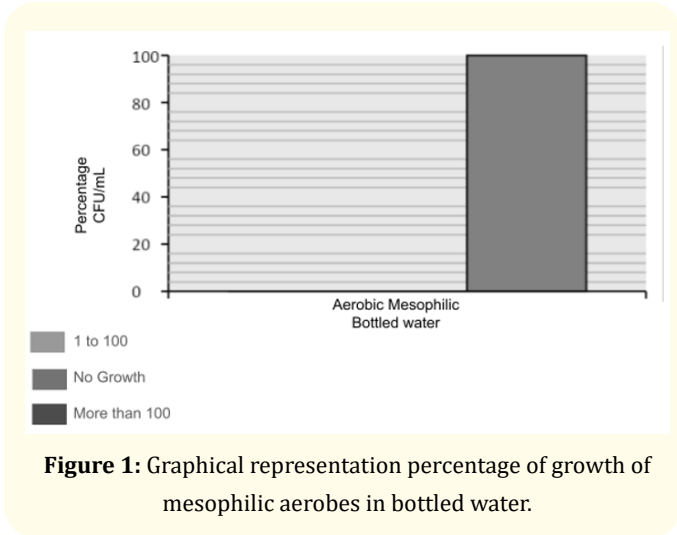 100
80
60
40
20
0
Percentage
CFU/mL
Aerobic Mesophilic
Bottled water
1 to 100
No Growth
More than 100
Figure 1: Graphical representation percentage of growth of
mesophilic aerobes in bottled water.